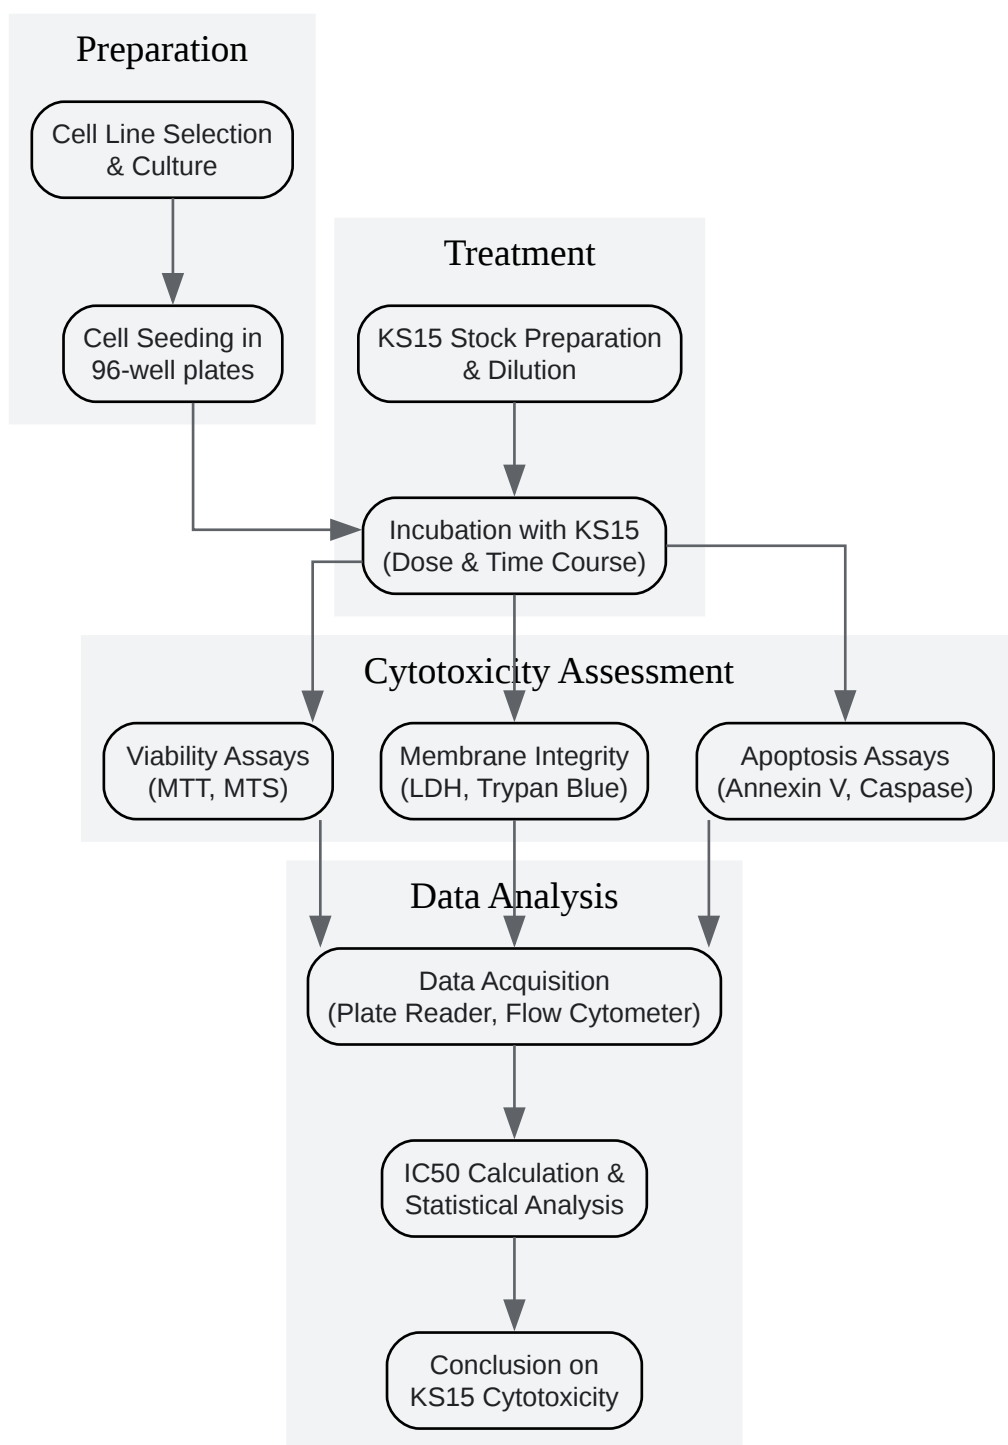 Preparation
Cell Line Selection
& Culture
Cell Seeding in
96-well plates
Treatment
KS15 Stock Preparation
& Dilution
Incubation with KS15
(Dose & Time Course)
Cytotoxicity Assessment
Viability Assays
(MTT, MTS)
Membrane Integrity
(LDH, Trypan Blue)
Apoptosis Assays
(Annexin V, Caspase)
Data Analysis
Data Acquisition
(Plate Reader, Flow Cytometer)
IC50 Calculation &
Statistical Analysis
Conclusion on
KS15 Cytotoxicity